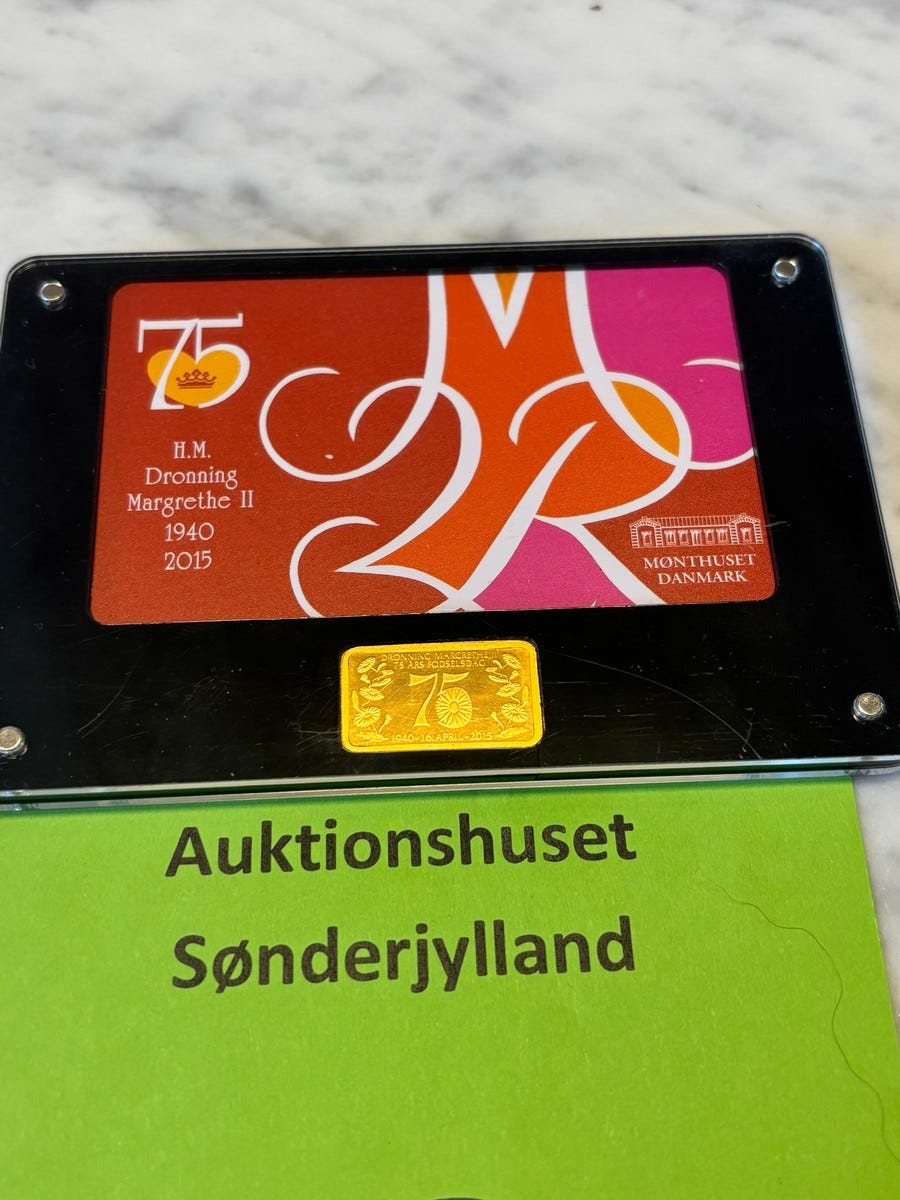 75
H.M.
Dronning
Margrethe II
1940
2015
M2R
MØNTHUSET
DANMARK
DRONNING MARGRETHE II
75 ÅRS FØDSELSDAG
75
1940 · 16. APRIL · 2015
Auktionshuset
Sønderjylland